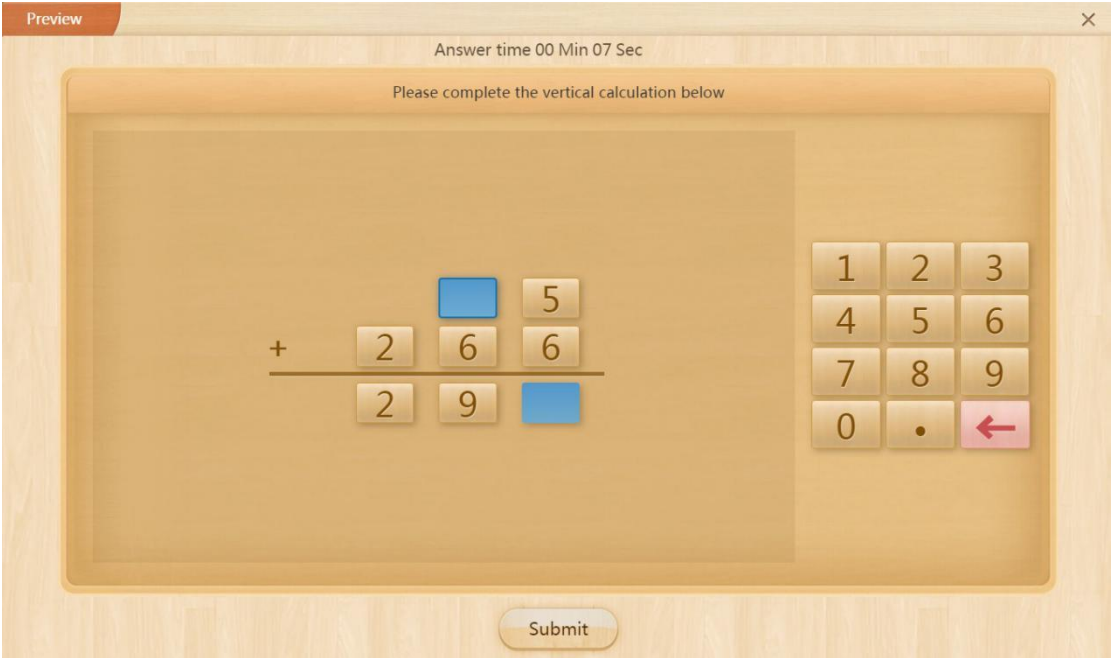 Preview
Answer time 00 Min 07 Sec
Please complete the vertical calculation below
5
+ 2 6 6
2 9
1 2 3
4 5 6
7 8 9
0 .
Submit